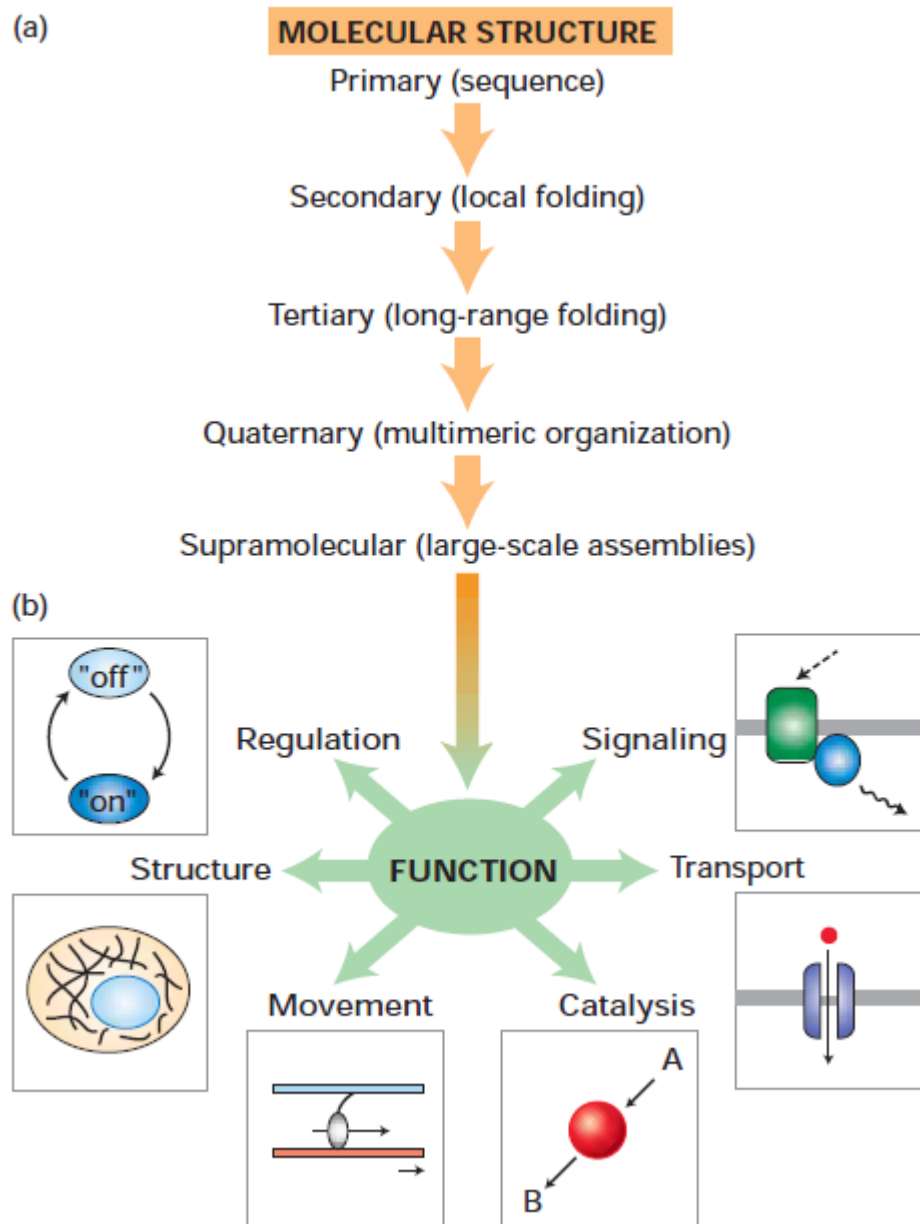 (a)
MOLECULAR STRUCTURE
Primary (sequence)
Secondary (local folding)
Tertiary (long-range folding)
Quaternary (multimeric organization)
Supramolecular (large-scale assemblies)
(b)
"off"
"on"
Regulation
Signaling
Structure
FUNCTION
Transport
Movement
Catalysis
A
B